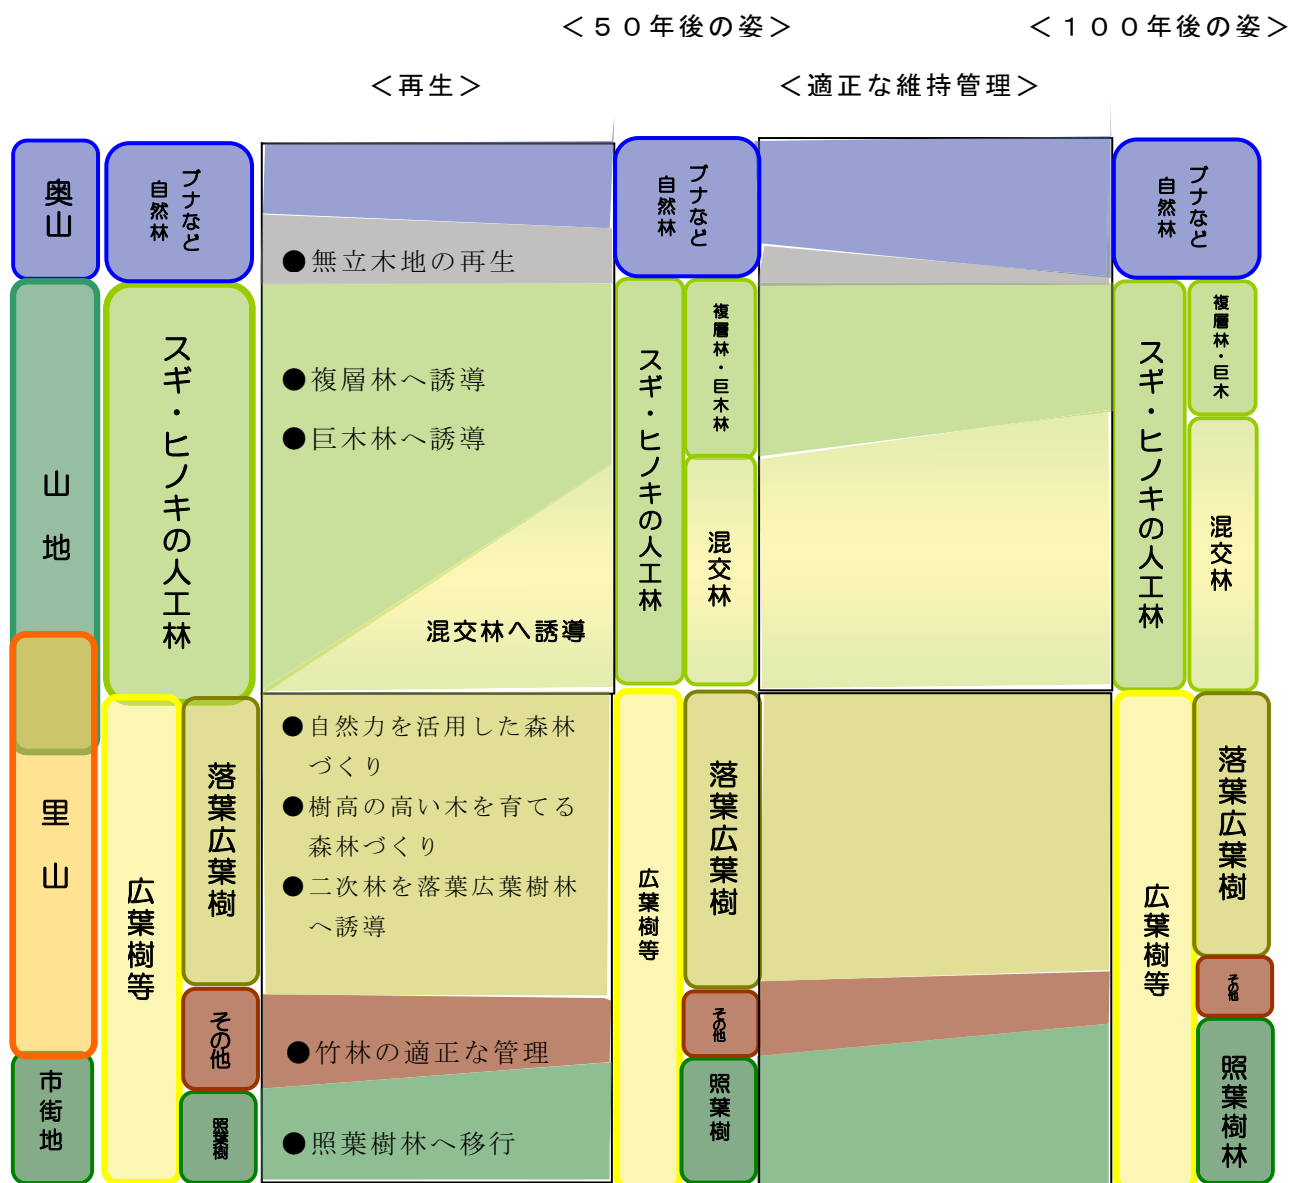 ＜５０年後の姿＞
＜１００年後の姿＞
＜再生＞
＜適正な維持管理＞
奥山
ブナなど
自然林
●無立木地の再生
ブナなど
自然林
ブナなど
自然林
山地
スギ・ヒノキの人工林
●複層林へ誘導
●巨木林へ誘導
混交林へ誘導
スギ・ヒノキの人工林
複層林・巨木林
混交林
スギ・ヒノキの人工林
複層林・巨木
混交林
里山
広葉樹等
落葉広葉樹
●自然力を活用した森林
づくり
●樹高の高い木を育てる
森林づくり
●二次林を落葉広葉樹林
へ誘導
広葉樹等
落葉広葉樹
広葉樹等
落葉広葉樹
その他
●竹林の適正な管理
その他
その他
市街地
照葉樹
●照葉樹林へ移行
照葉樹
照葉樹林